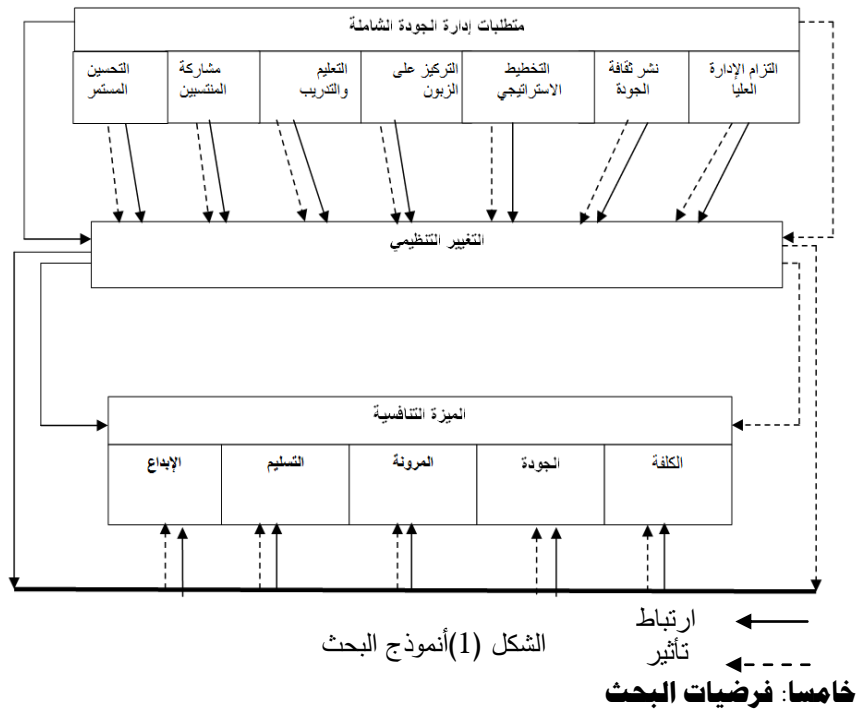 متطلبات إدارة الجودة الشاملة
التزام الإدارة
العليا
نشر ثقافة
الجودة
التخطيط
الاستراتيجي
التركيز على
الزبون
التعليم
والتدريب
مشاركة
المنتسبين
التحسين
المستمر
التغيير التنظيمي
الميزة التنافسية
الكلفة
الجودة
المرونة
التسليم
الإبداع
ارتباط
تأثير
الشكل (1)أنموذج البحث
خامسا: فرضيات البحث